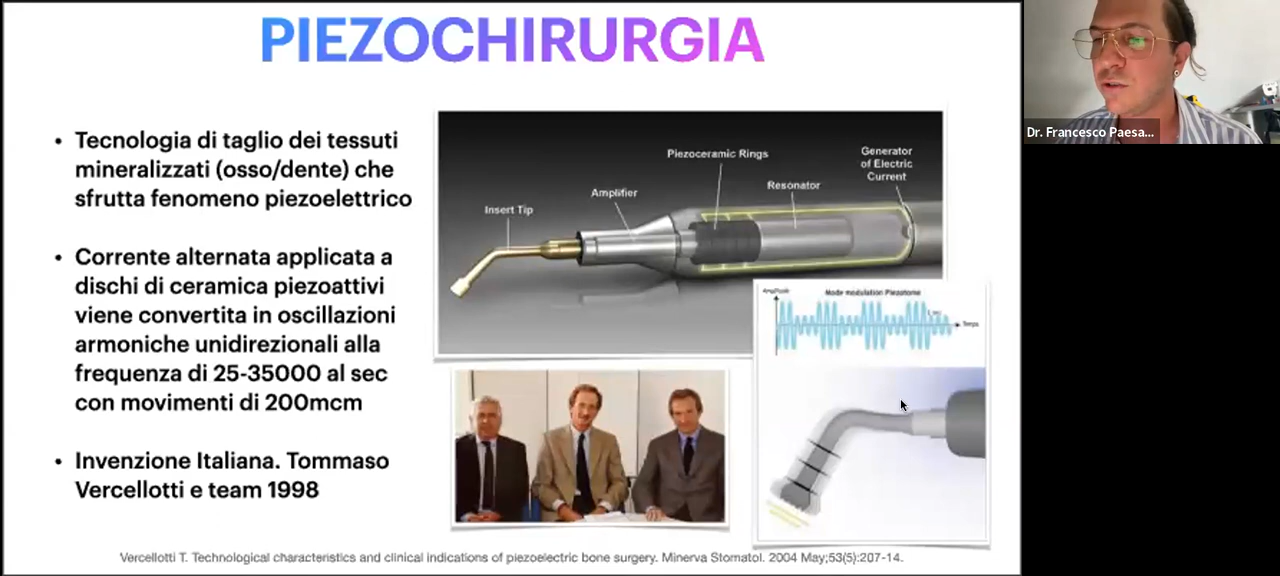 PIEZOCHIRURGIA
• Tecnologia di taglio dei tessuti
mineralizzati (osso/dente) che
sfrutta fenomeno piezoelettrico
• Corrente alternata applicata a
dischi di ceramica piezoattivi
viene convertita in oscillazioni
armoniche unidirezionali alla
frequenza di 25-35000 al sec
con movimenti di 200mcm
• Invenzione Italiana. Tommaso
Vercellotti e team 1998
Insert Tip
Amplifier
Piezoceramic Rings
Resonator
Generator
of Electric
Current
Amplitude
Mode modulation Piezotome
Temps
Vercellotti T. Technological characteristics and clinical indications of piezoelectric bone surgery. Minerva Stomatol. 2004 May;53(5):207-14.
Dr. Francesco Paesa...